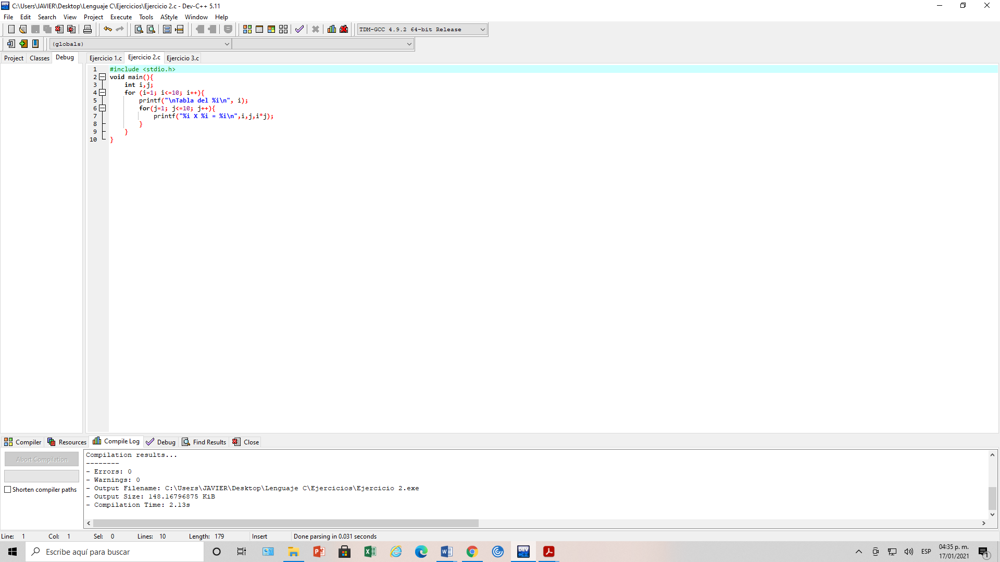 C:\Users\JAVIER\Desktop\Lenguaje C\Ejercicios\Ejercicio 2.c - Dev-C++ 5.11
File Edit Search View Project Execute Tools AStyle Window Help
TDM-GCC 4.9.2 64-bit Release
(globals)
Project Classes Debug Ejercicio 1.c Ejercicio 2.c Ejercicio 3.c
1 #include <stdio.h>
2 void main(){
3 int i,j;
4 for (i=1; i<=10; i++){
5 printf("\nTabla del %i\n", i);
6 for(j=1; j<=10; j++){
7 printf("%i X %i = %i\n",i,j,i*j);
8 }
9 }
10 }
Compiler Resources Compile Log Debug Find Results Close
Abort Compilation
Shorten compiler paths
Compilation results...
--------
- Errors: 0
- Warnings: 0
- Output Filename: C:\Users\JAVIER\Desktop\Lenguaje C\Ejercicios\Ejercicio 2.exe
- Output Size: 148.16796875 KiB
- Compilation Time: 2.13s
Line: 1 Col: 1 Sel: 0 Lines: 10 Length: 179 Insert Done parsing in 0.031 seconds
Escribe aquí para buscar
ESP
04:35 p. m.
17/01/2021
1